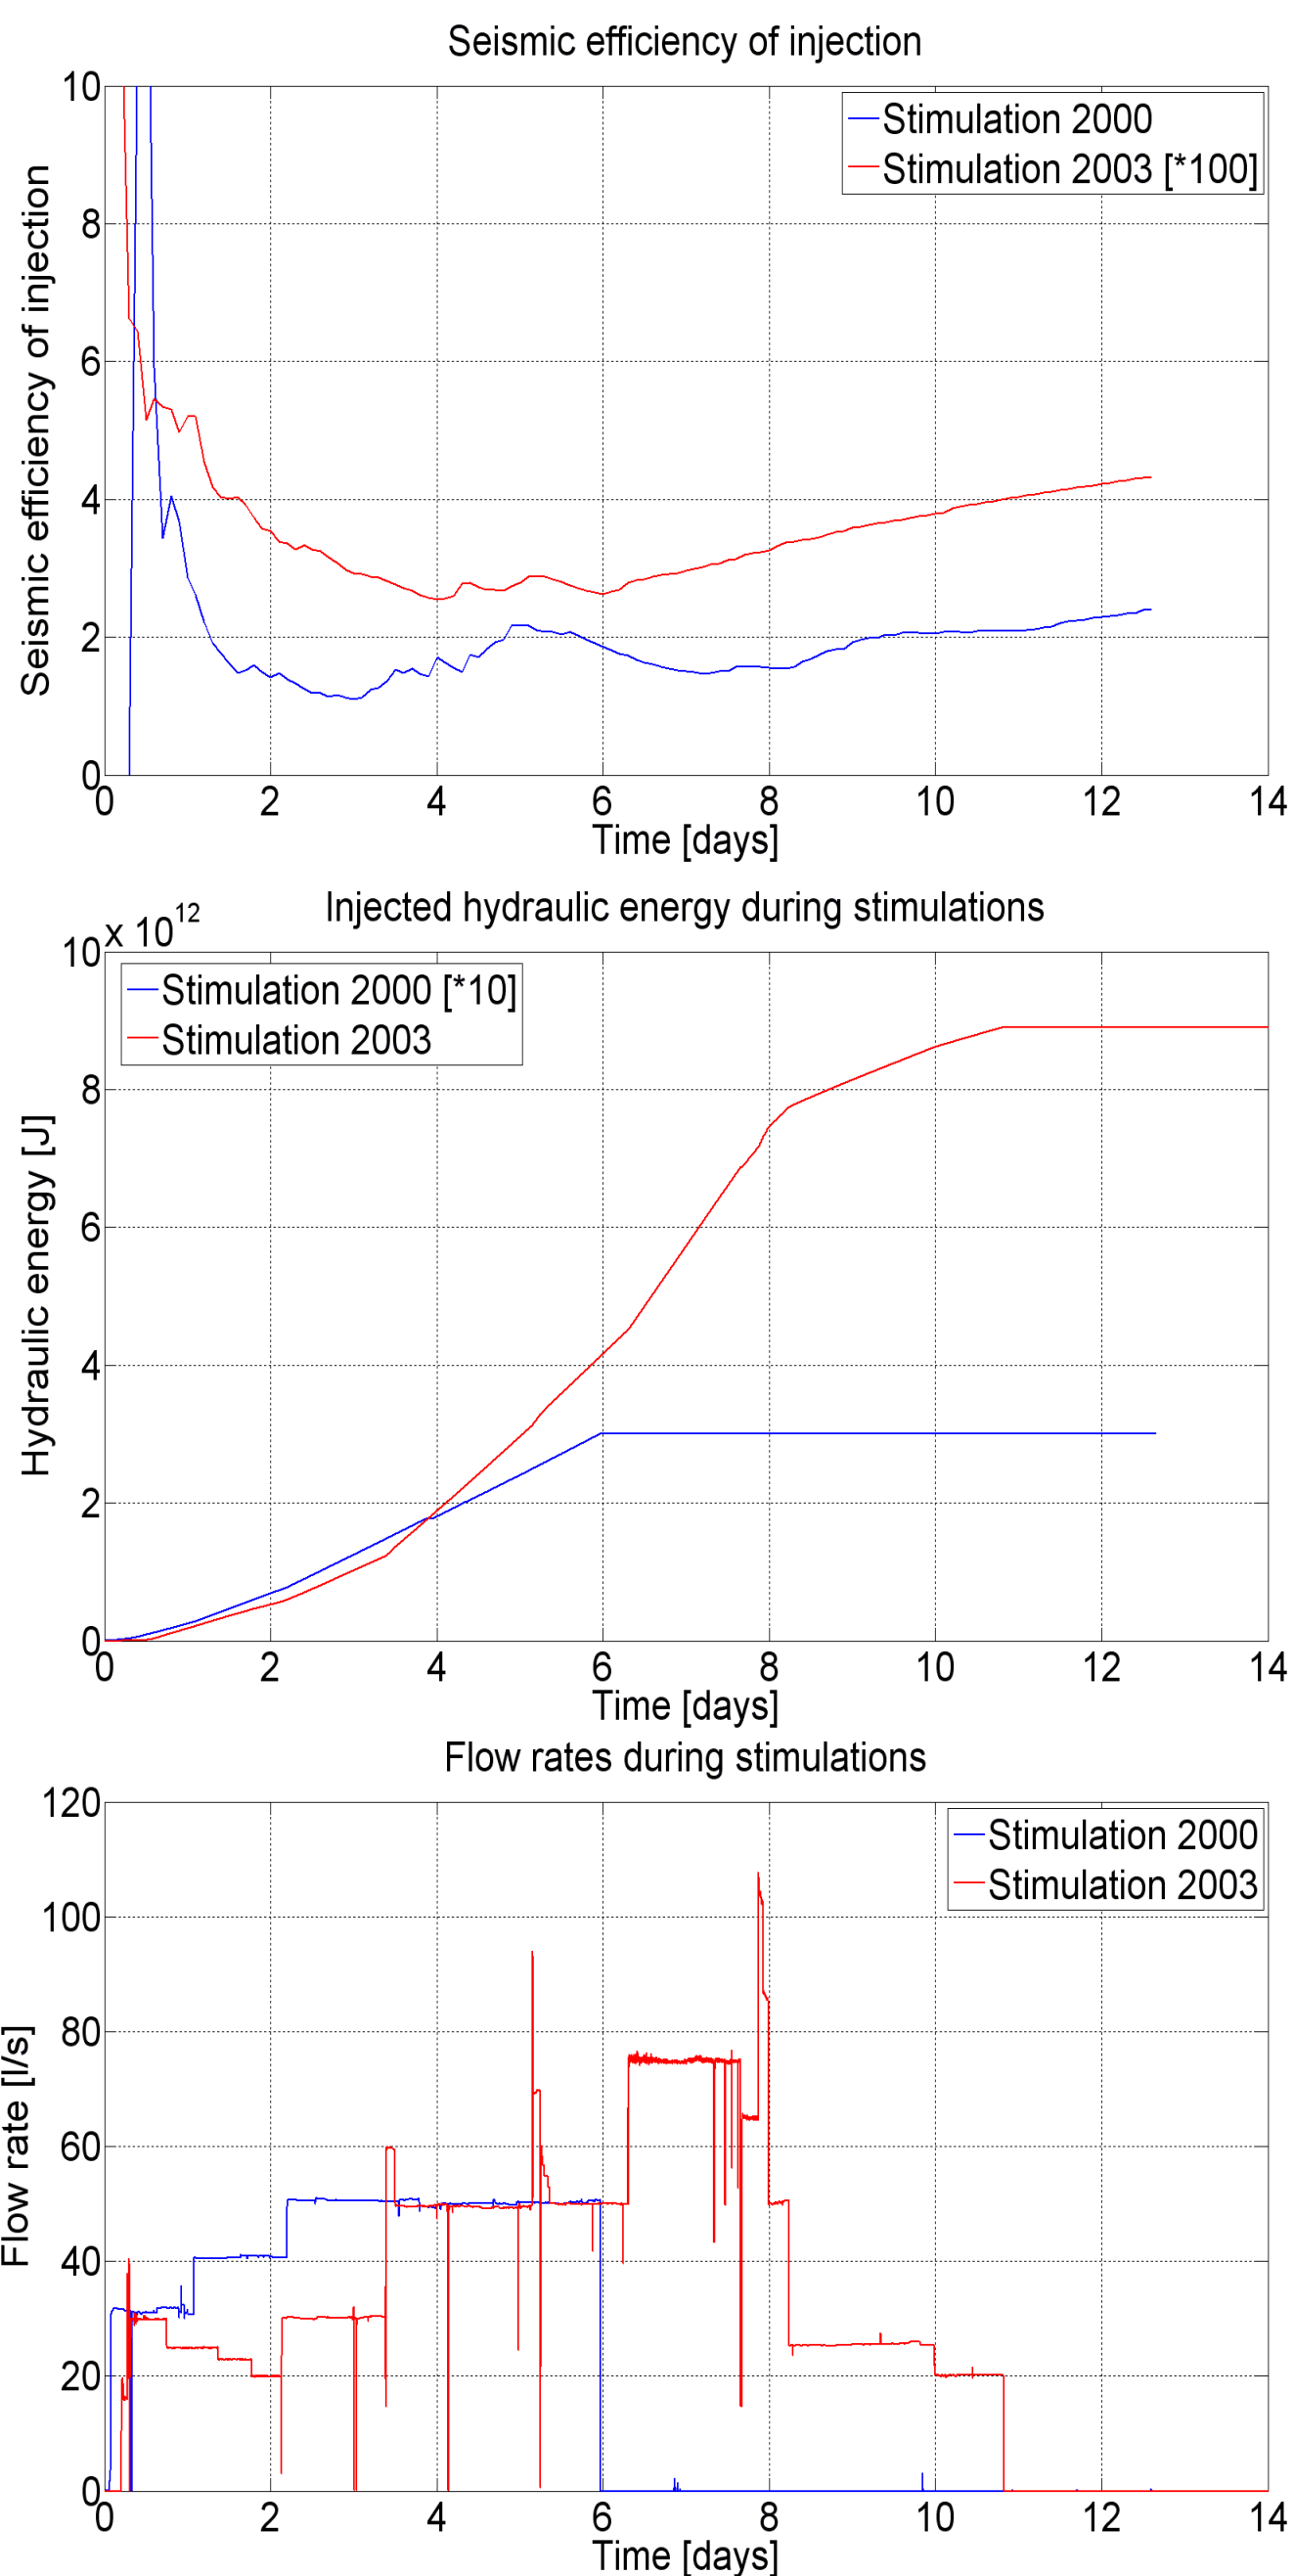 Seismic efficiency of injection
10
8
6
4
2
0
Seismic efficiency of injection
Stimulation 2000
Stimulation 2003 [*100]
0 2 4 6 8 10 12 14
Time [days]
Injected hydraulic energy during stimulations
x 10^12
10
8
6
4
2
0
Hydraulic energy [J]
Stimulation 2000 [*10]
Stimulation 2003
0 2 4 6 8 10 12 14
Time [days]
Flow rates during stimulations
120
100
80
60
40
20
0
Flow rate [l/s]
Stimulation 2000
Stimulation 2003
0 2 4 6 8 10 12 14
Time [days]